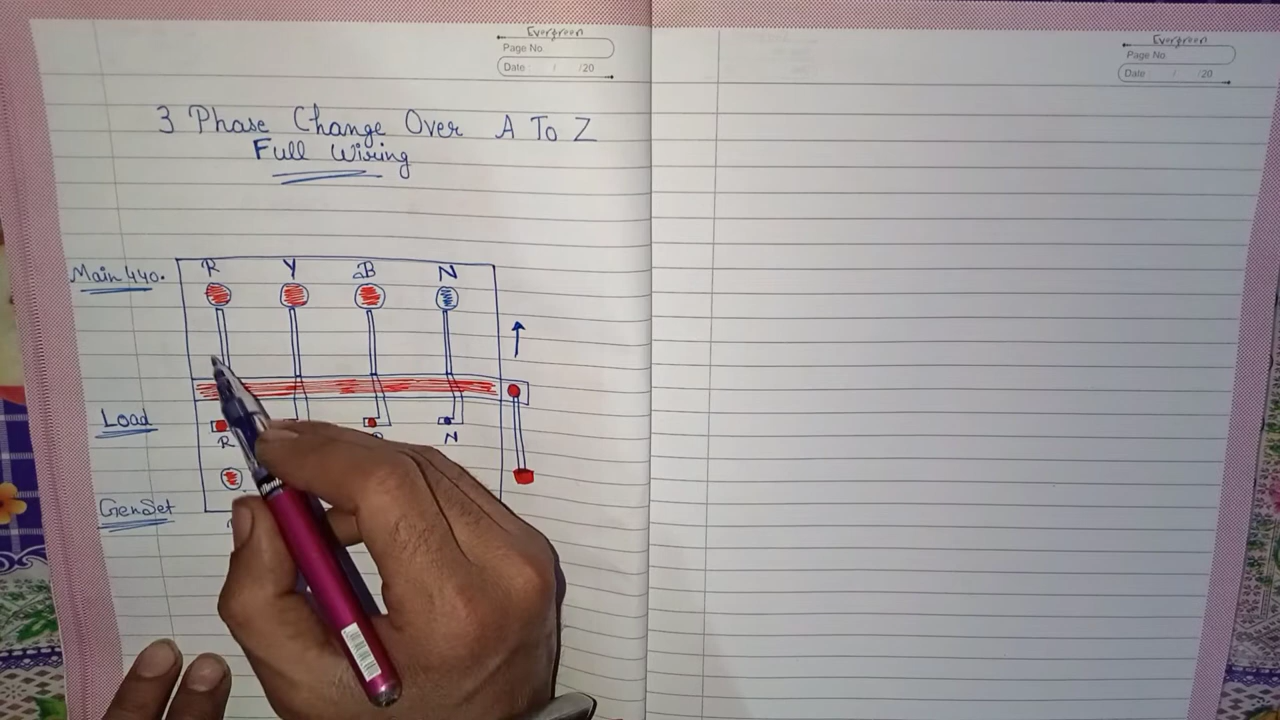 Evergreen
Page No.
Date : / /20
Evergreen
Page No.
Date : / /20
3 Phase Change Over A To Z
Full Wiring
Main 440.
R Y B N
Load
R N
GenSet